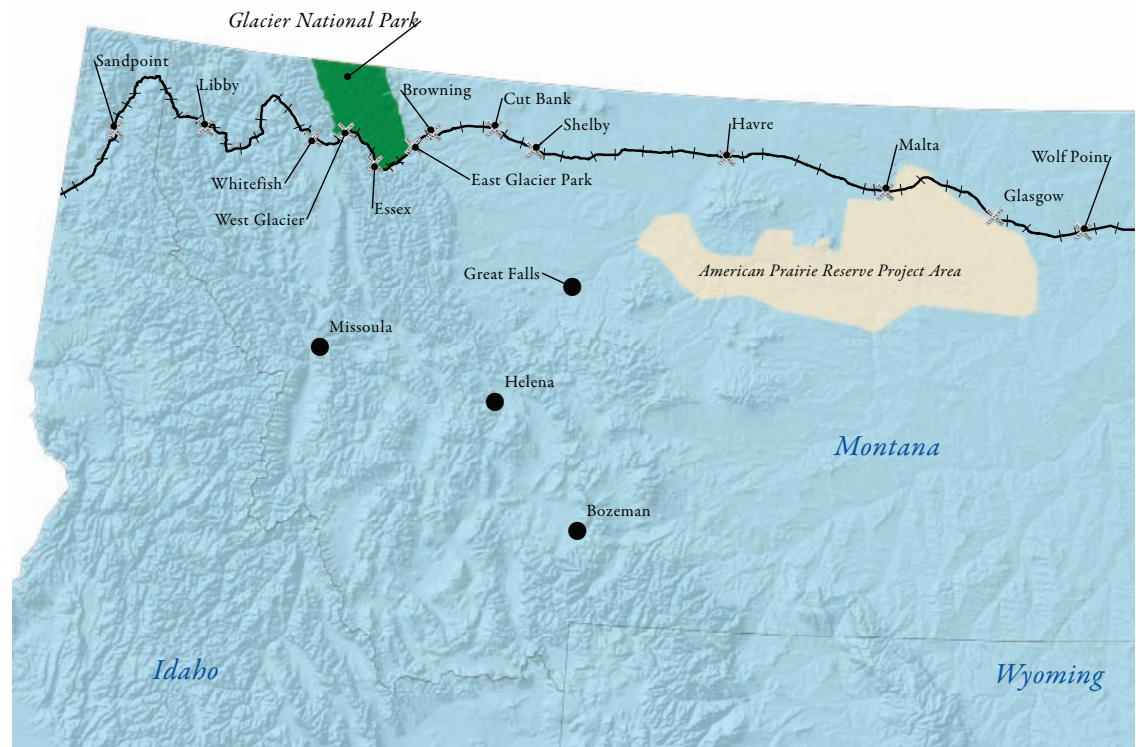 Glacier National Park
Sandpoint
Libby
Browning
Cut Bank
Shelby
Havre
Malta
Wolf Point
Whitefish
East Glacier Park
Glasgow
West Glacier
Essex
American Prairie Reserve Project Area
Great Falls
Missoula
Helena
Montana
Bozeman
Idaho
Wyoming